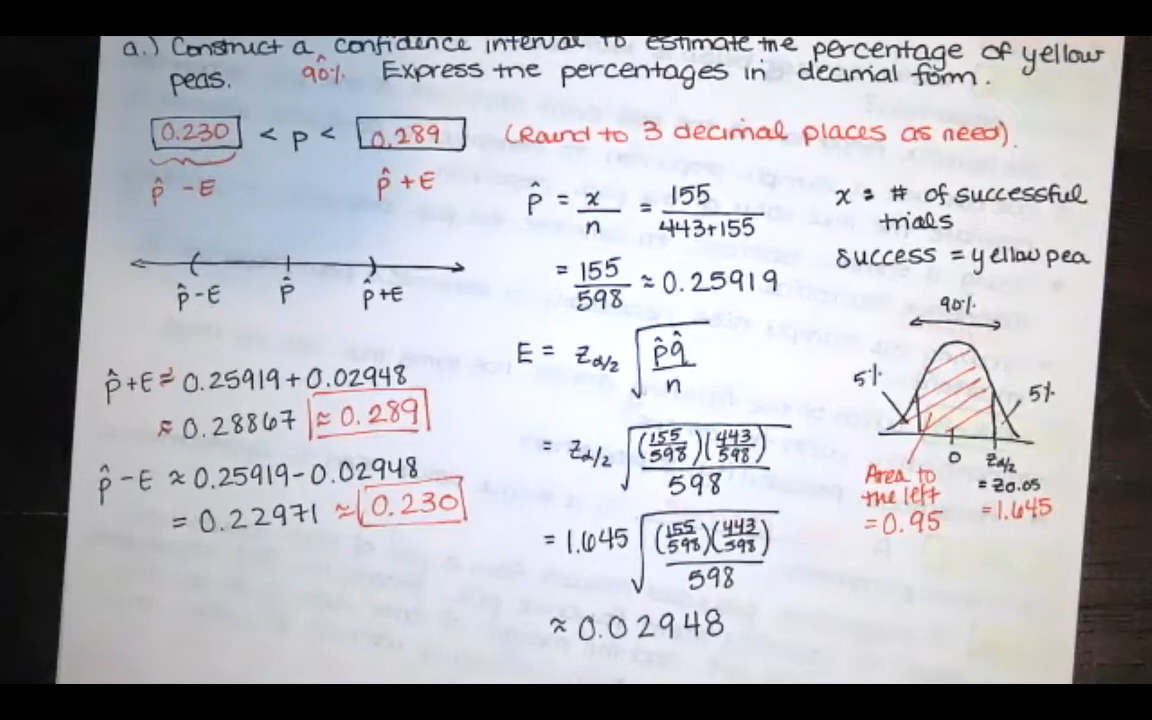 a.) Construct a confidence interval to estimate the percentage of yellow
peas. 90% Express the percentages in decimal form.
0.230 < p < 0.289 (Round to 3 decimal places as need).
p̂ - E p̂ + E
p̂ = x/n = 155/(443+155)
x = # of successful
trials
= 155/598 ≈ 0.25919
success = yellow pea
p̂-E p̂ p̂+E
E = Zα/2 √(p̂q̂/n)
90%
5% 5%
0 Zα/2
= Z0.05
= 1.645
Area to
the left
= 0.95
p̂+E ≈ 0.25919+0.02948
≈ 0.28867 ≈ 0.289
p̂ - E ≈ 0.25919-0.02948
= 0.22971 ≈ 0.230
= Zα/2 √((155/598)(443/598)/598)
= 1.645 √((155/598)(443/598)/598)
≈ 0.02948